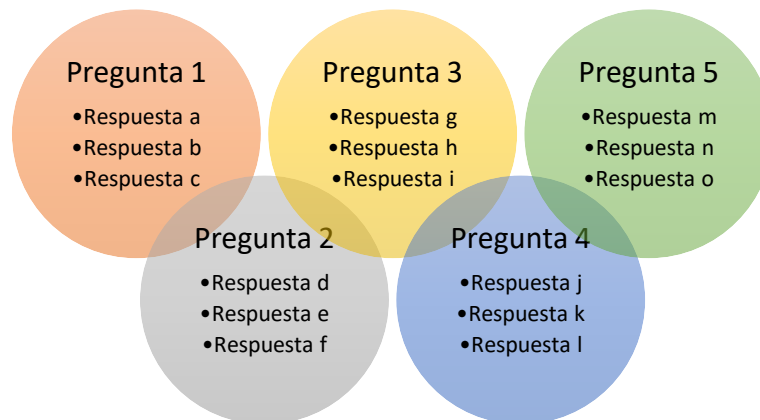 Pregunta 1
•Respuesta a
•Respuesta b
•Respuesta c
Pregunta 2
•Respuesta d
•Respuesta e
•Respuesta f
Pregunta 3
•Respuesta g
•Respuesta h
•Respuesta i
Pregunta 4
•Respuesta j
•Respuesta k
•Respuesta l
Pregunta 5
•Respuesta m
•Respuesta n
•Respuesta o